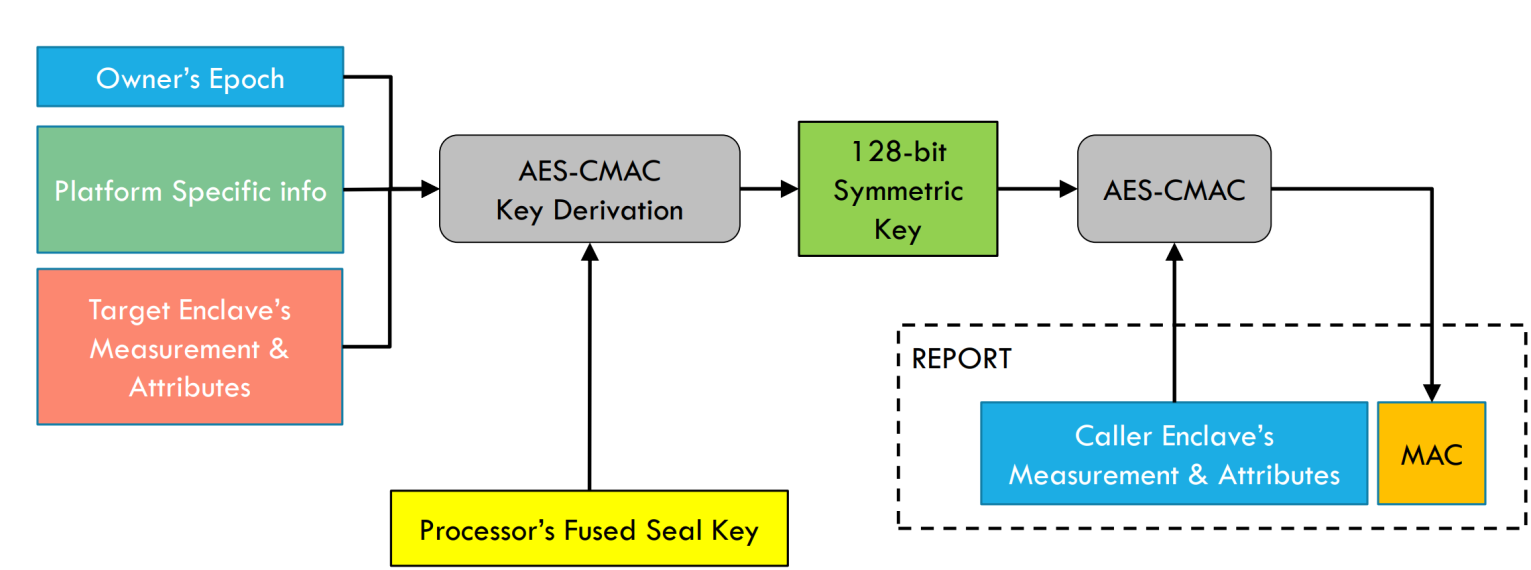 Owner's Epoch
Platform Specific info
Target Enclave's
Measurement &
Attributes
AES-CMAC
Key Derivation
Processor's Fused Seal Key
128-bit
Symmetric
Key
AES-CMAC
REPORT
Caller Enclave's
Measurement & Attributes
MAC